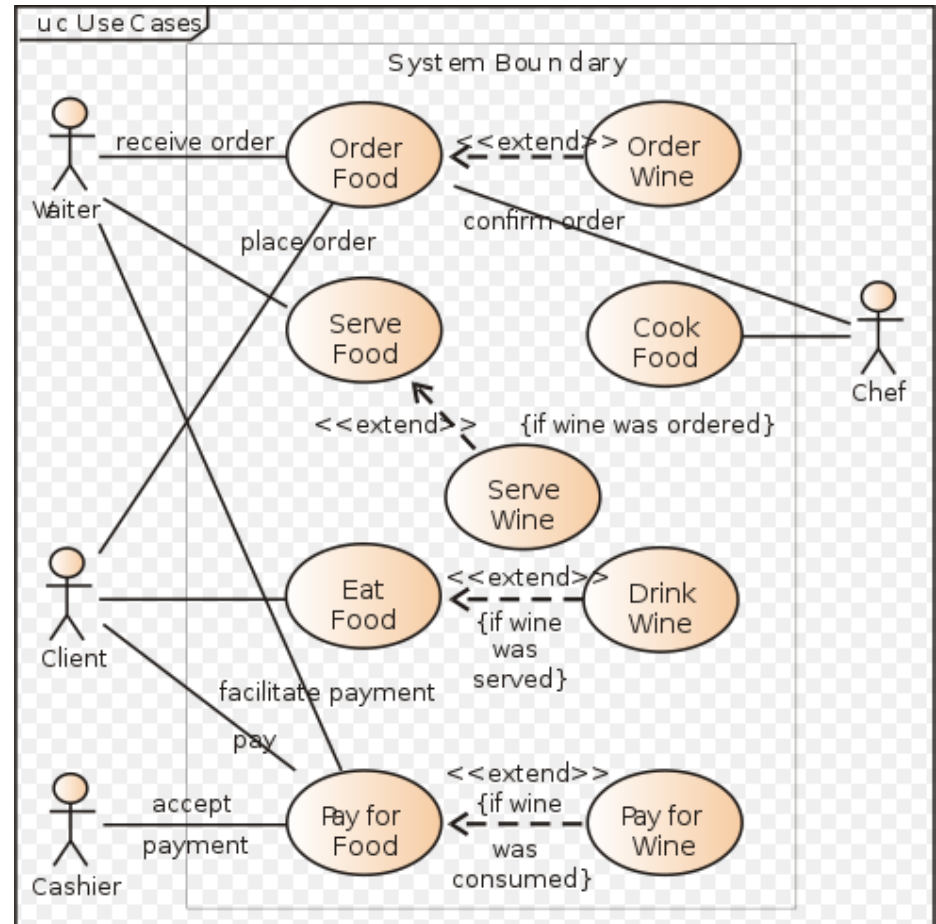 uc Use Cases
System Boundary
receive order
Order
Food
<<extend>>
Order
Wine
Waiter
confirm order
place order
Serve
Food
Cook
Food
Chef
<<extend>>
{if wine was ordered}
Serve
Wine
Eat
Food
<<extend>>
{if wine
was
served}
Drink
Wine
Client
facilitate payment
pay
<<extend>>
{if wine
was
consumed}
accept
payment
Pay for
Food
Pay for
Wine
Cashier